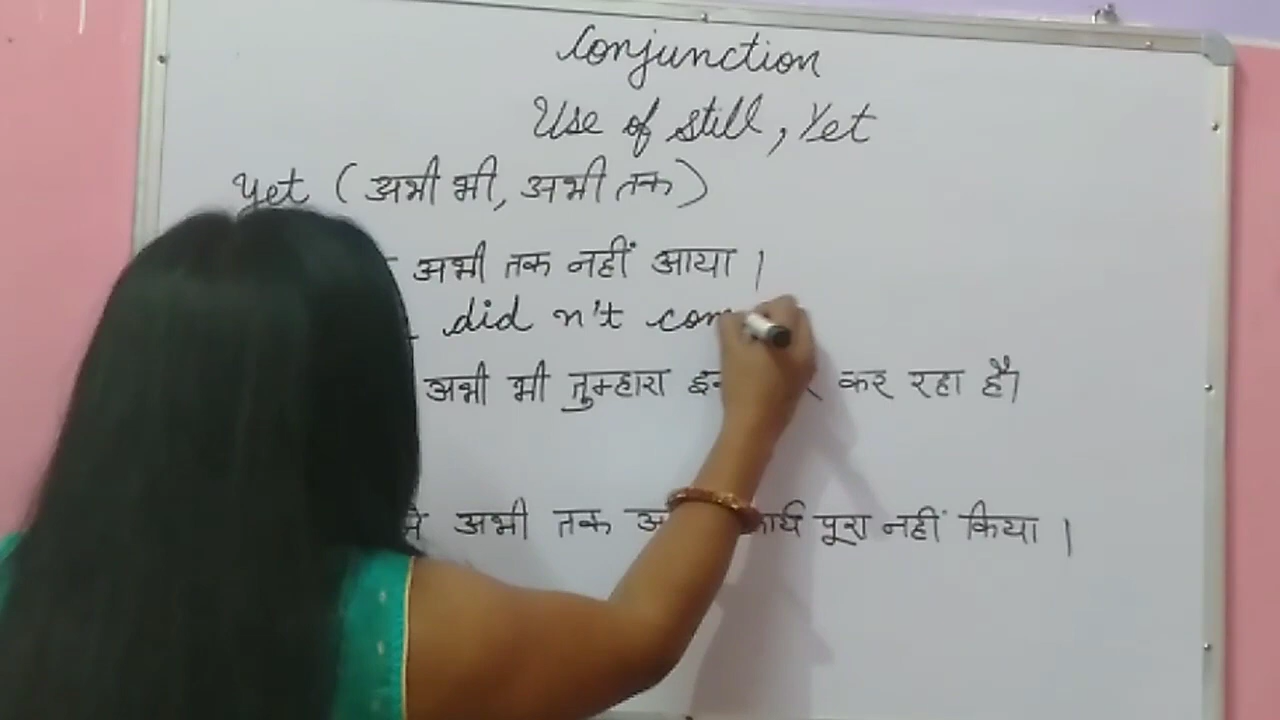 Conjunction
Use of still, Yet
yet (अभी भी, अभी तक)
अभी तक नहीं आया।
did n't
अभी भी तुम्हारा कर रहा है।
अभी तक पूरा नहीं किया।